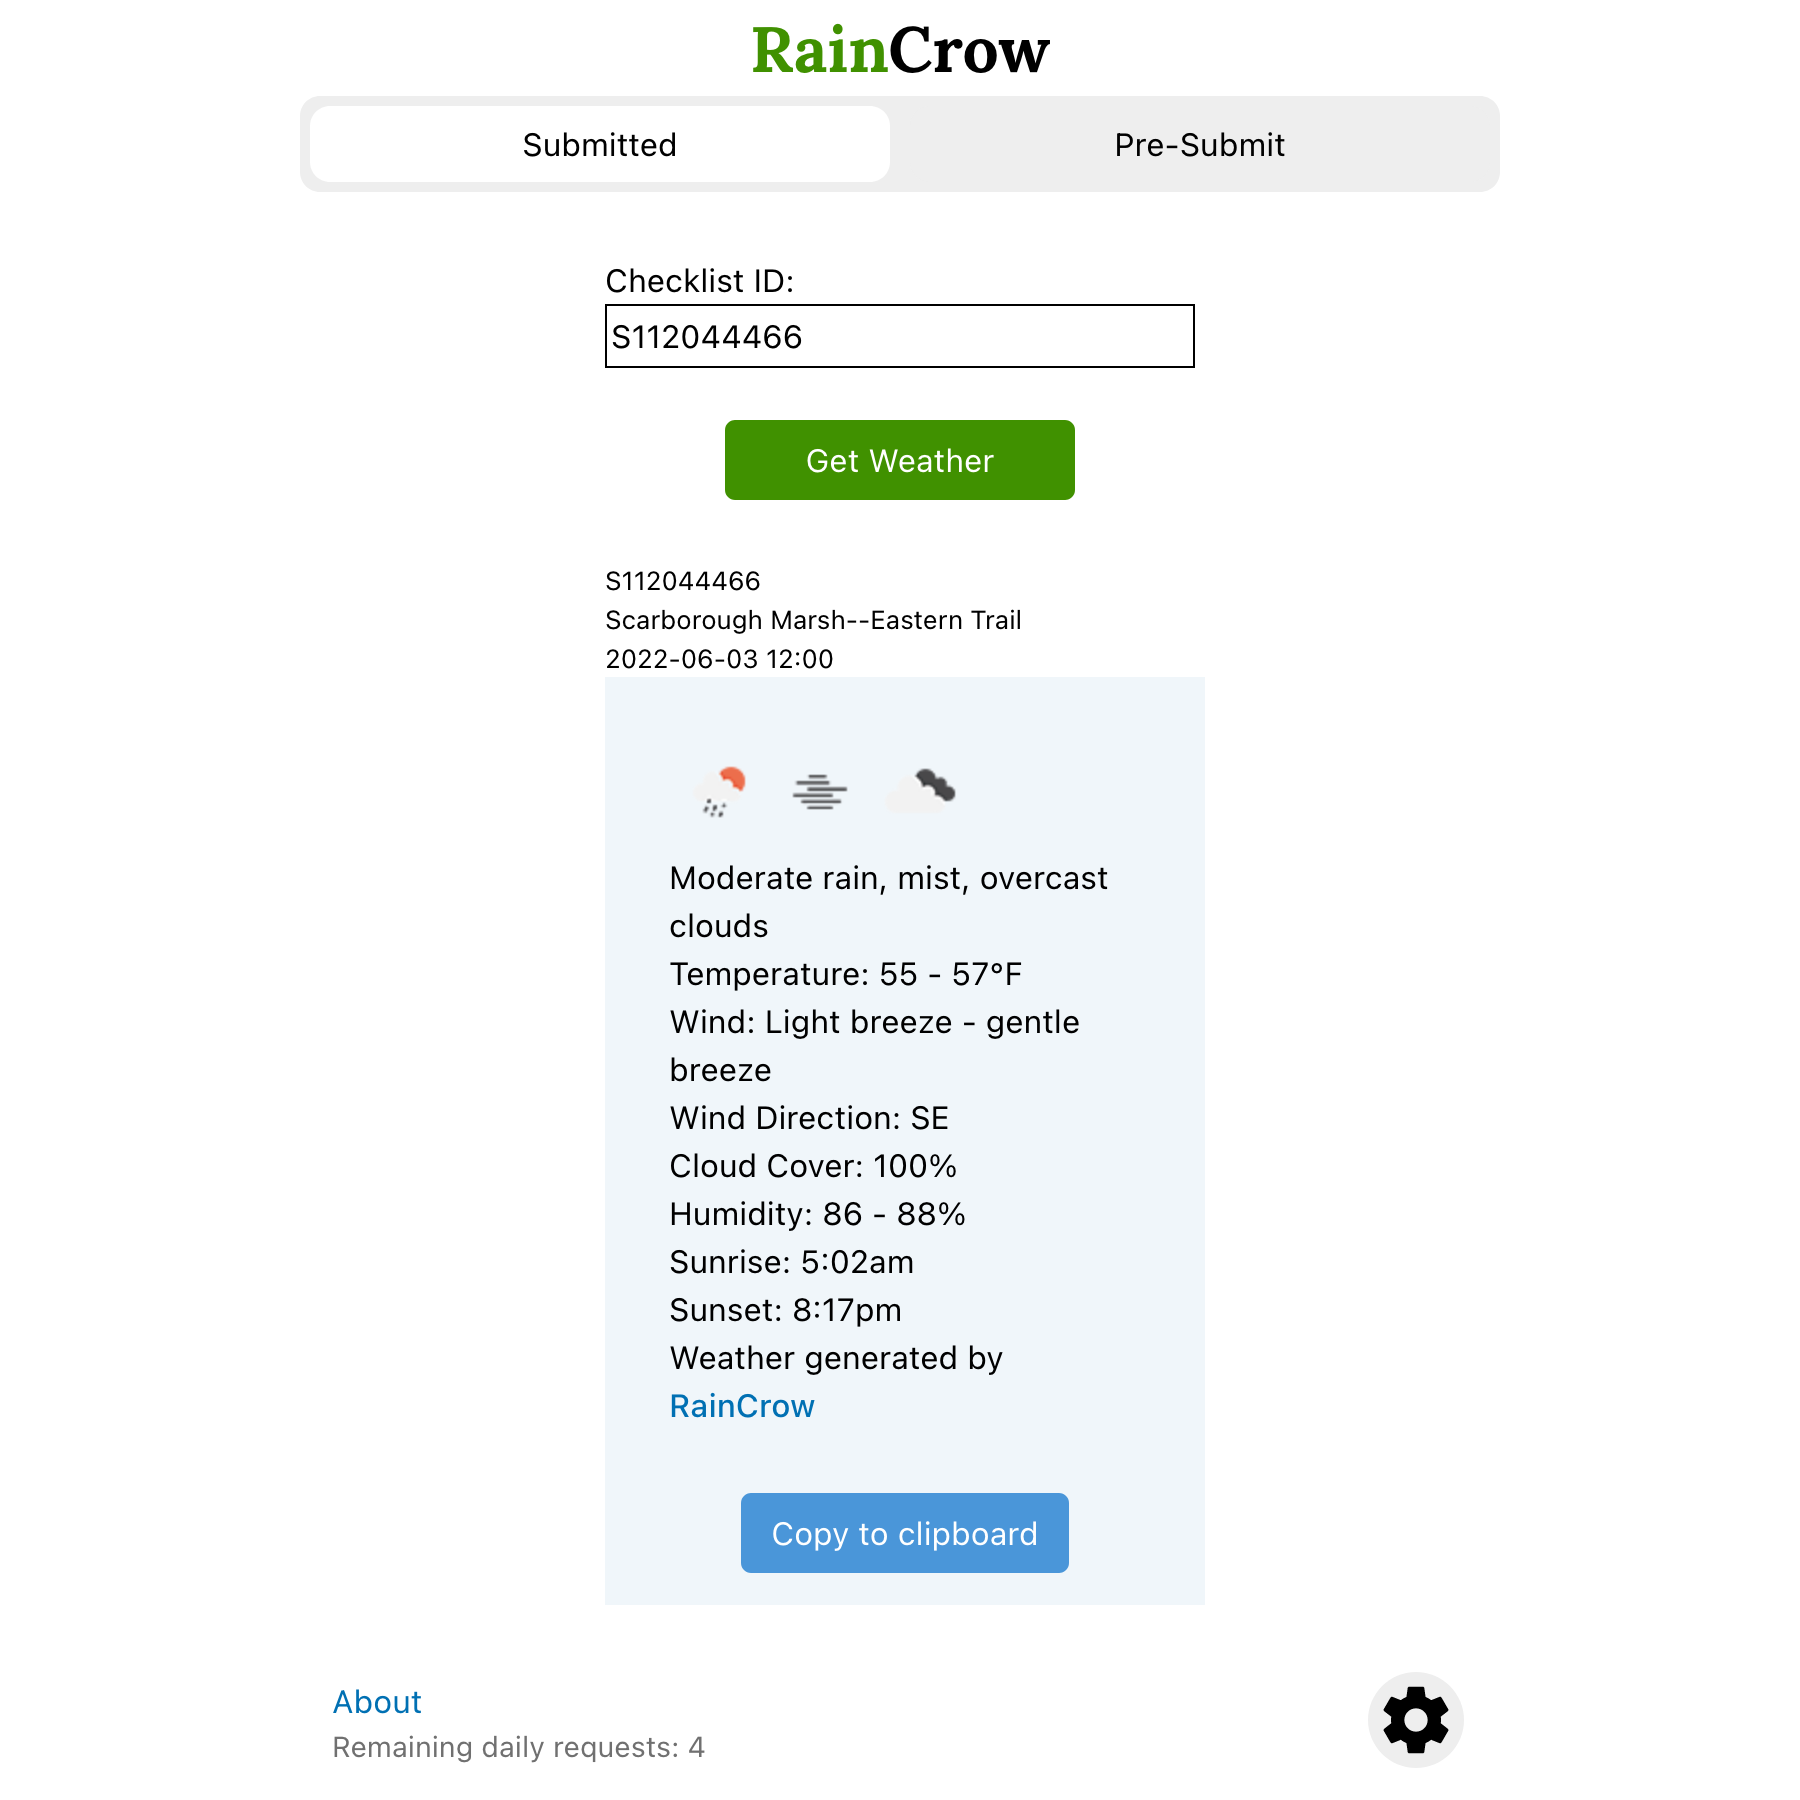 RainCrow
Submitted
Pre-Submit
Checklist ID:
S112044466
Get Weather
S112044466
Scarborough Marsh--Eastern Trail
2022-06-03 12:00
Moderate rain, mist, overcast
clouds
Temperature: 55 - 57°F
Wind: Light breeze - gentle
breeze
Wind Direction: SE
Cloud Cover: 100%
Humidity: 86 - 88%
Sunrise: 5:02am
Sunset: 8:17pm
Weather generated by
RainCrow
Copy to clipboard
About
Remaining daily requests: 4